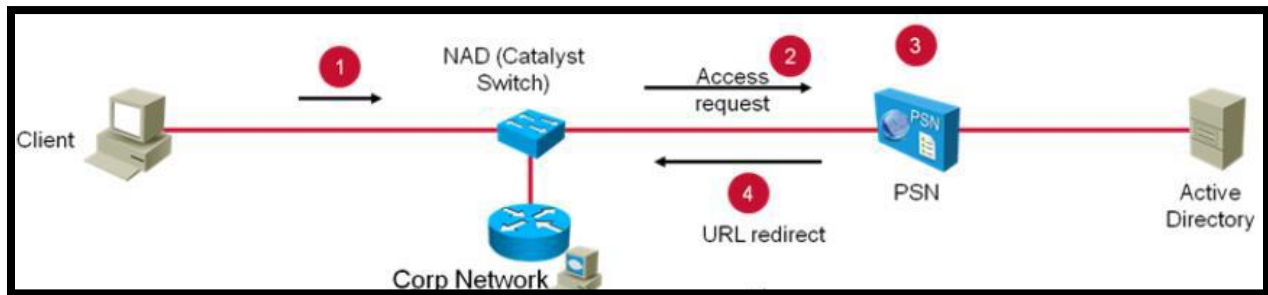 Client
1
NAD (Catalyst
Switch)
2
Access
request
3
PSN
PSN
4
URL redirect
Active
Directory
Corp Network